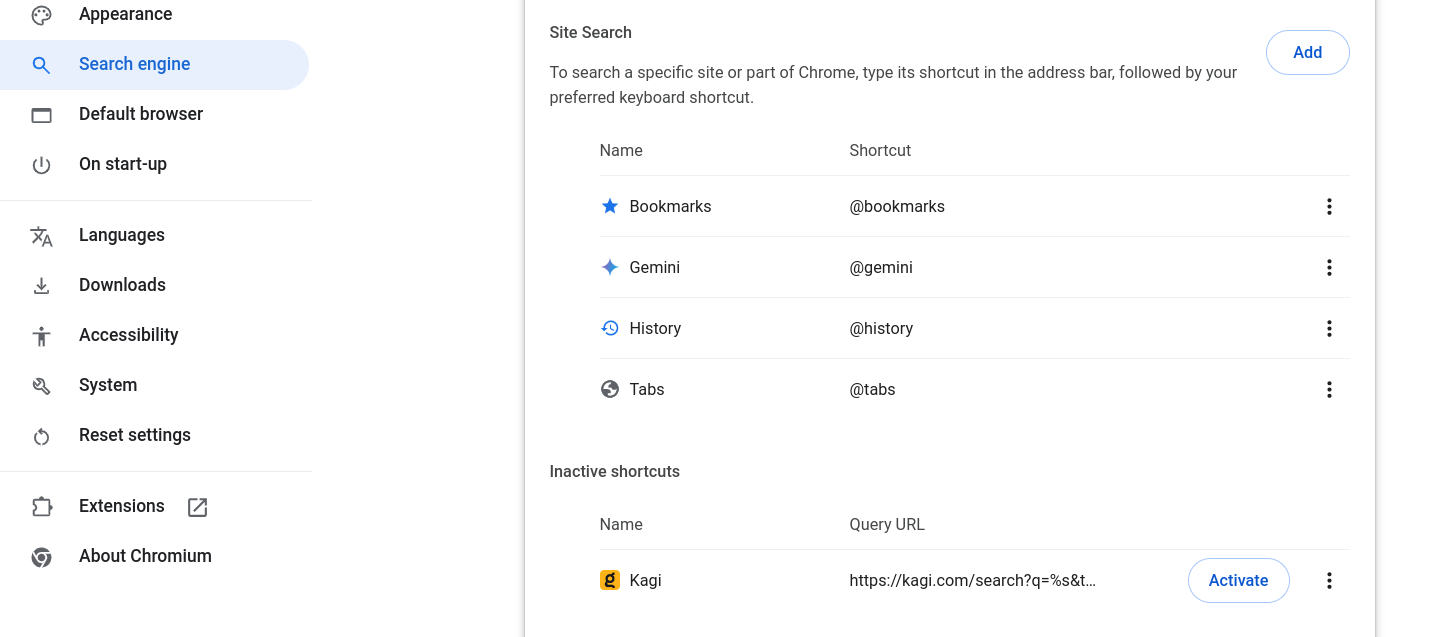 Appearance
Search engine
Default browser
On start-up
Languages
Downloads
Accessibility
System
Reset settings
Extensions
About Chromium
Site Search
Add
To search a specific site or part of Chrome, type its shortcut in the address bar, followed by your
preferred keyboard shortcut.
Name Shortcut
Bookmarks @bookmarks
Gemini @gemini
History @history
Tabs @tabs
Inactive shortcuts
Name Query URL
Kagi https://kagi.com/search?q=%s&t… Activate